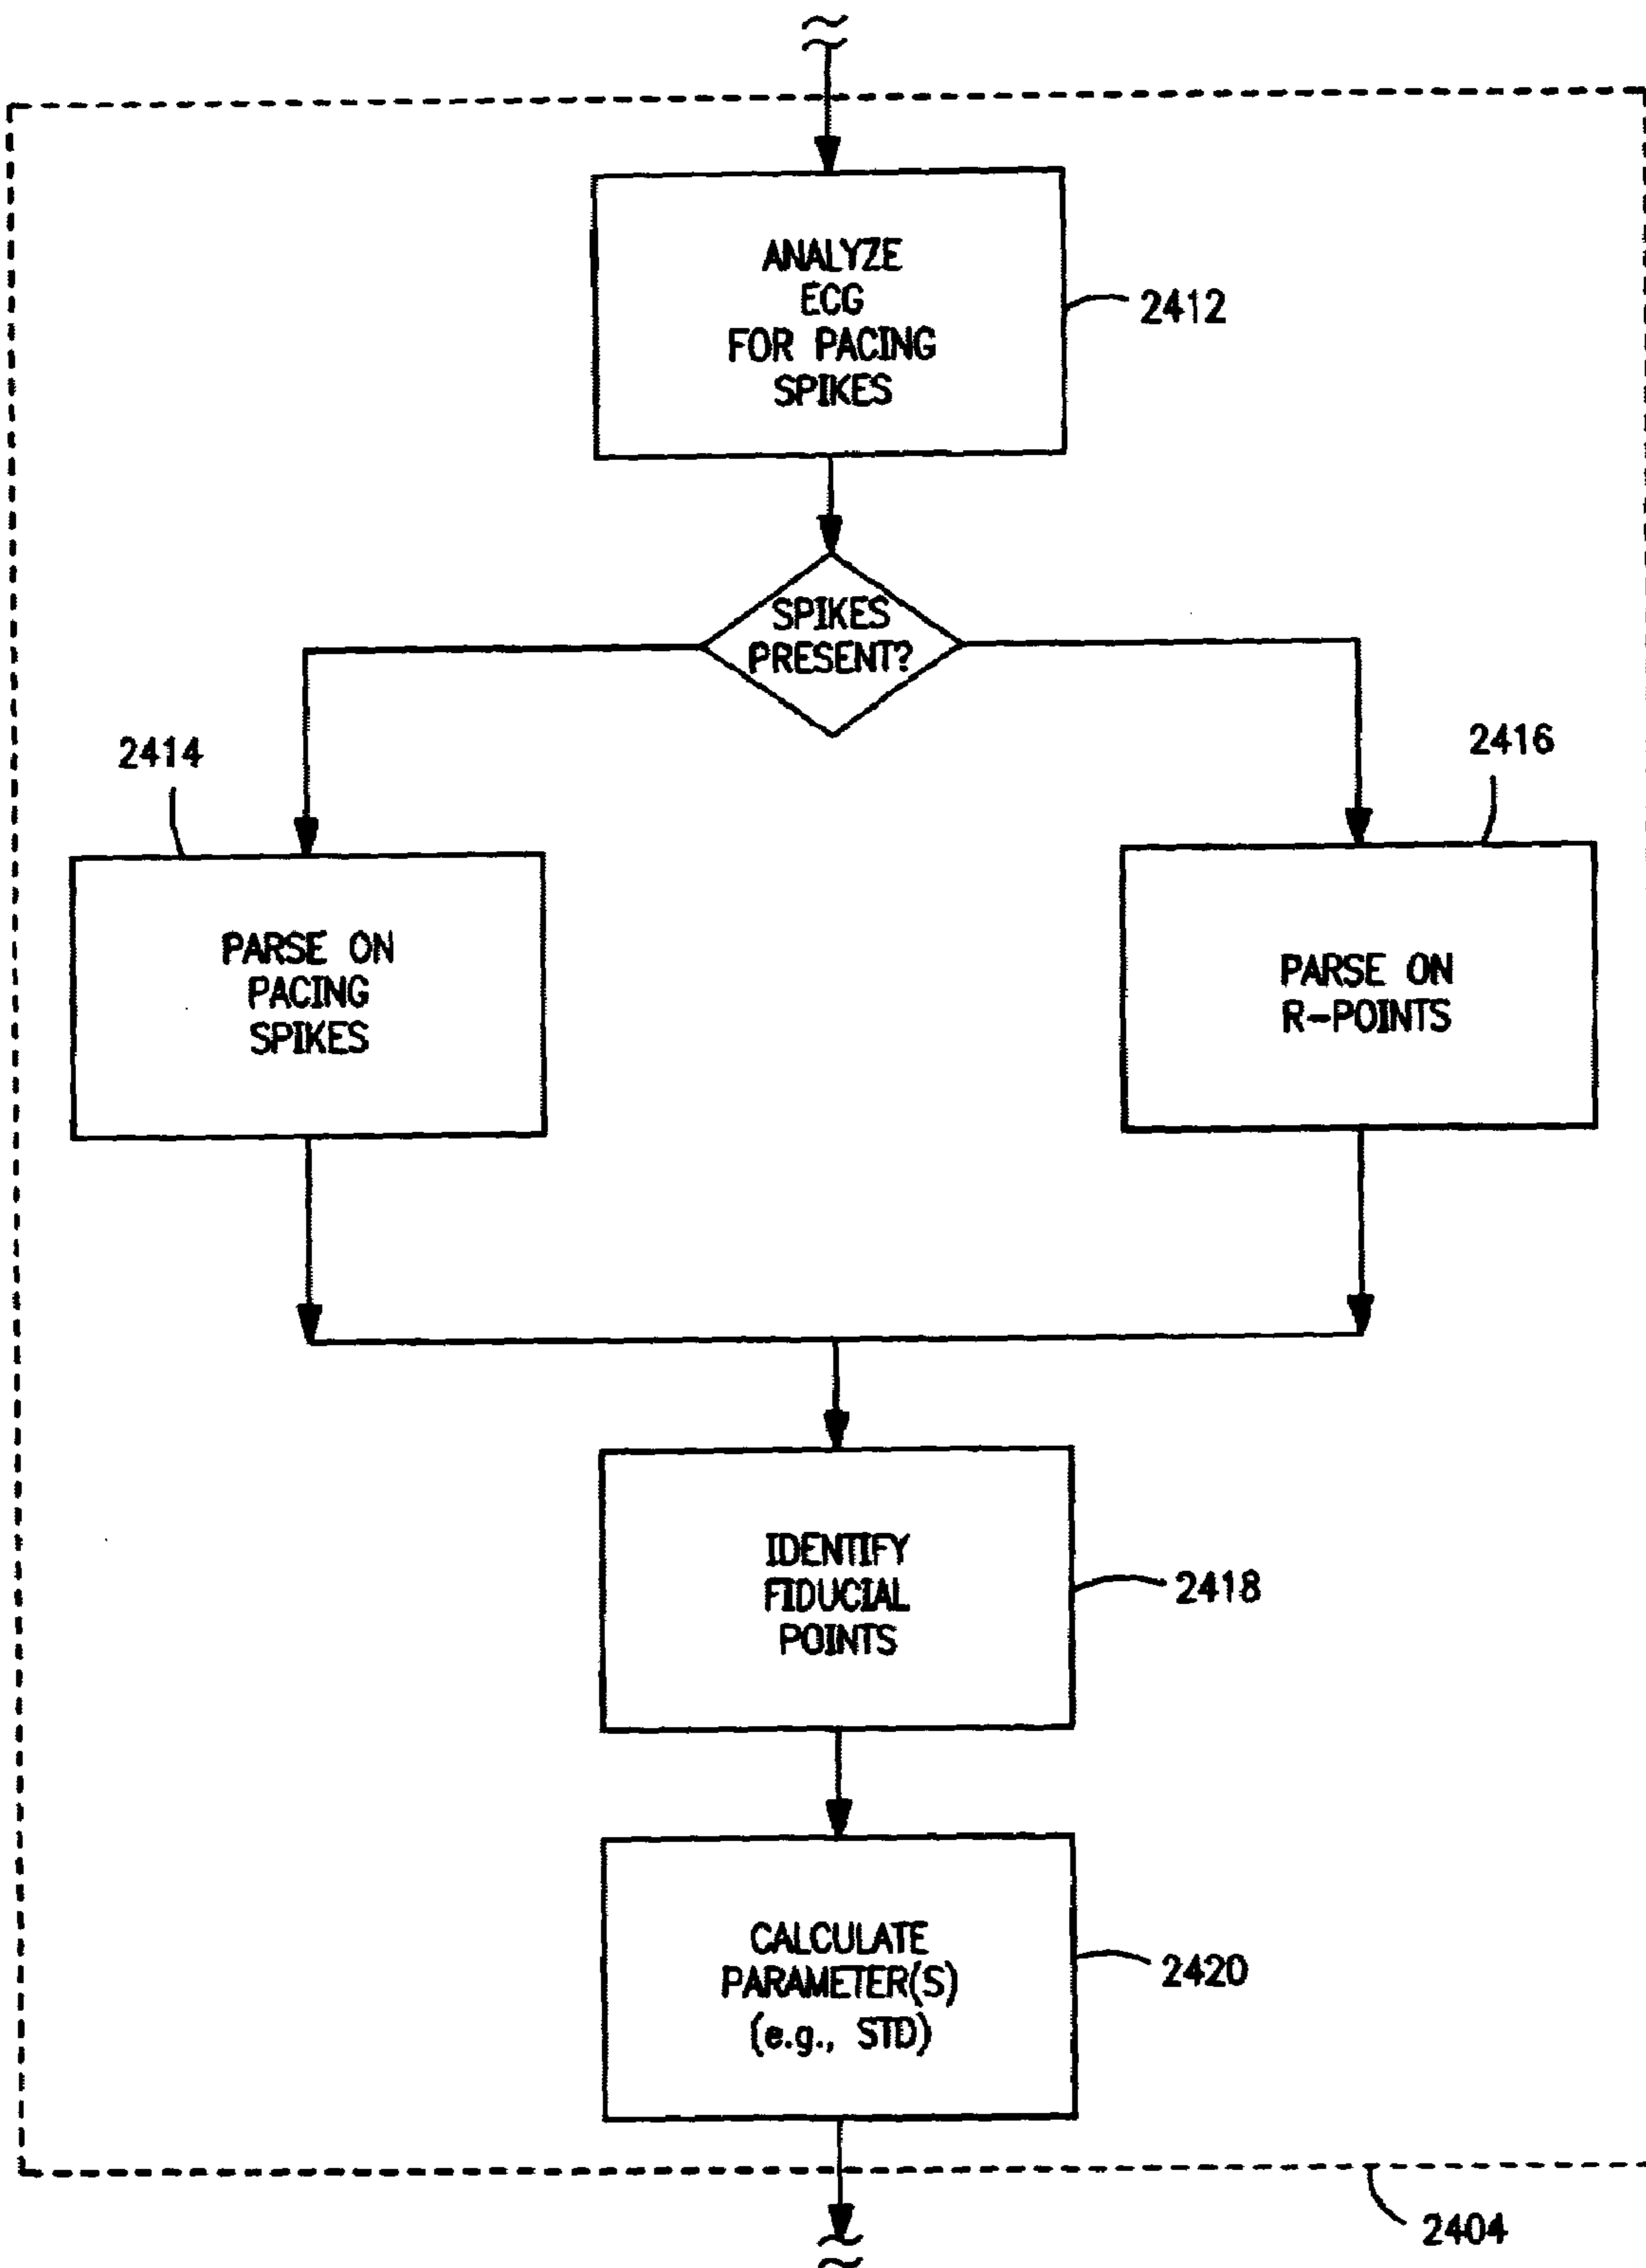 ANALYZE
ECG
FOR PACING
SPIKES
2412
SPIKES
PRESENT?
2414
2416
PARSE ON
PACING
SPIKES
PARSE ON
R-POINTS
IDENTIFY
FIDUCIAL
POINTS
2418
CALCULATE
PARAMETER(S)
(e.g., STD)
2420
2404